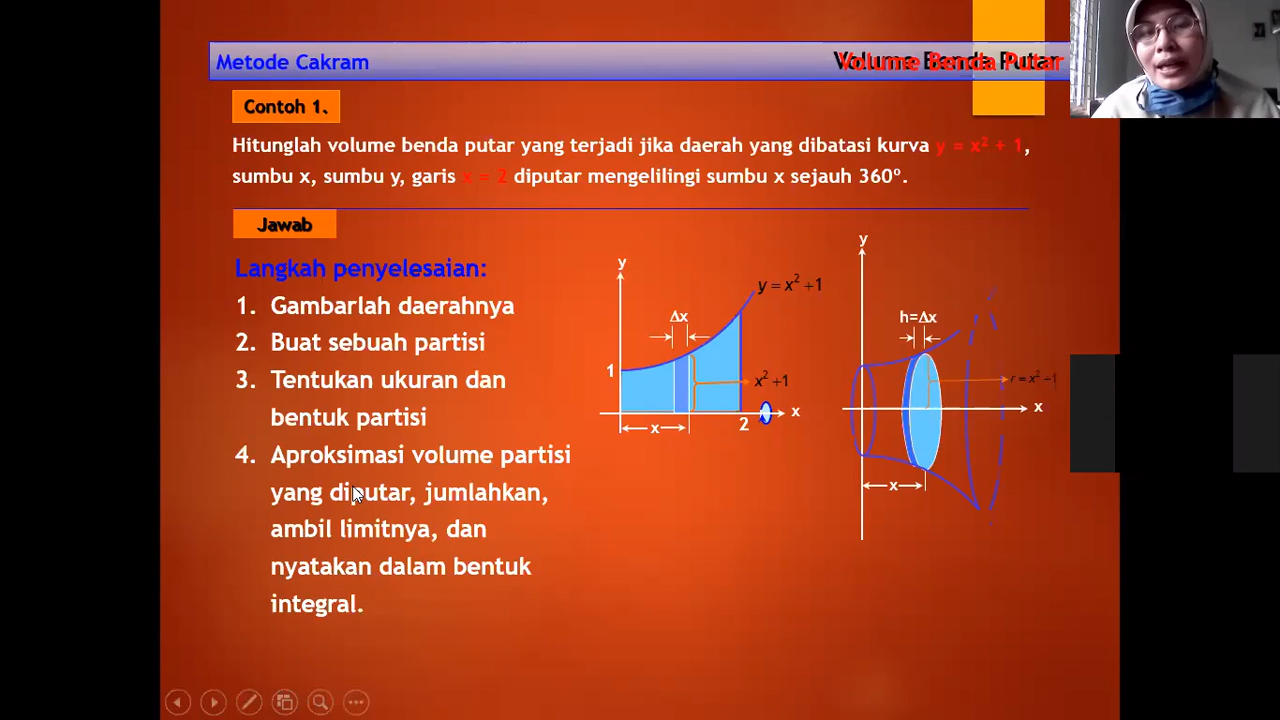 Metode Cakram
Volume Benda Putar
Contoh 1.
Hitunglah volume benda putar yang terjadi jika daerah yang dibatasi kurva y = x² + 1,
sumbu x, sumbu y, garis x = 2 diputar mengelilingi sumbu x sejauh 360º.
Jawab
Langkah penyelesaian:
1. Gambarlah daerahnya
2. Buat sebuah partisi
3. Tentukan ukuran dan
bentuk partisi
4. Aproksimasi volume partisi
yang diputar, jumlahkan,
ambil limitnya, dan
nyatakan dalam bentuk
integral.
y
y = x² + 1
Δx
1
x² + 1
x
2
x
y
h=Δx
r = x² + 1
x
x